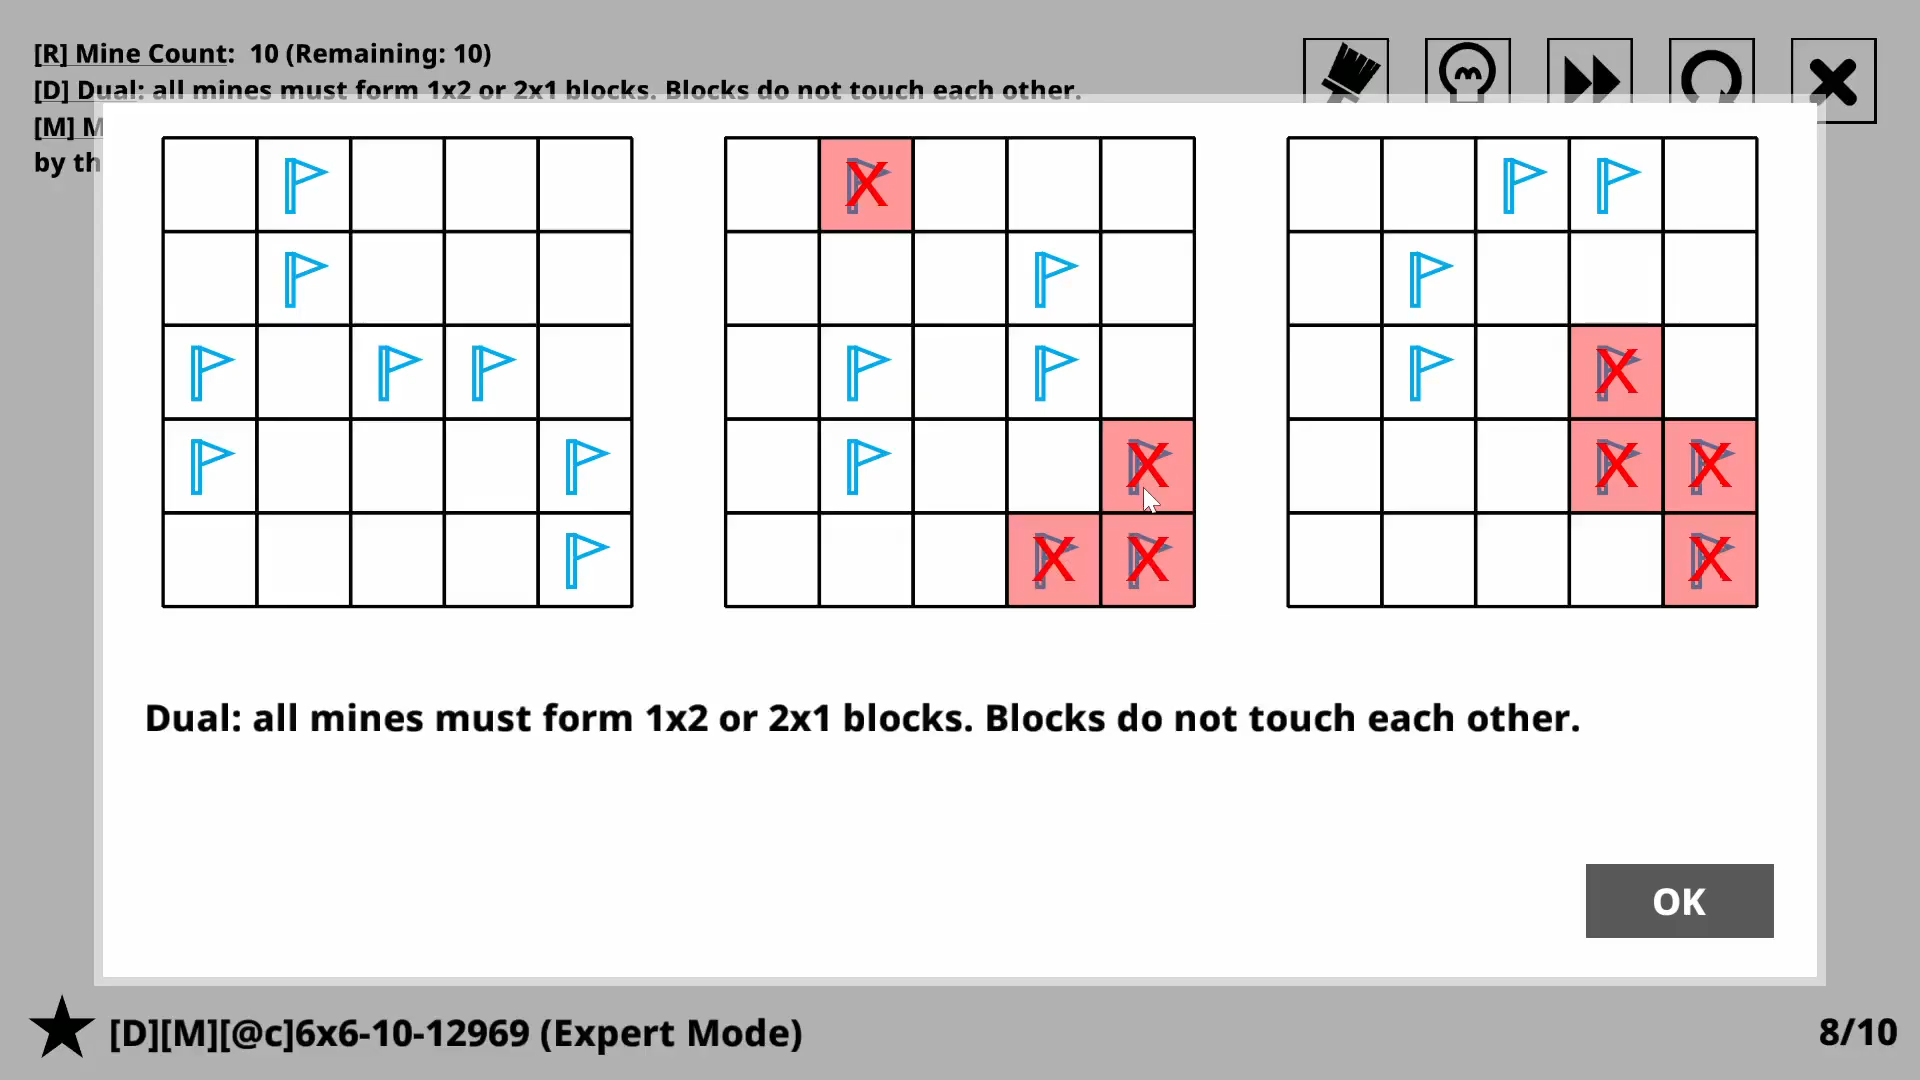 [R] Mine Count: 10 (Remaining: 10)
[D] Dual: all mines must form 1x2 or 2x1 blocks. Blocks do not touch each other.
[M] M
by th
Dual: all mines must form 1x2 or 2x1 blocks. Blocks do not touch each other.
OK
[D][M][@c]6x6-10-12969 (Expert Mode)
8/10